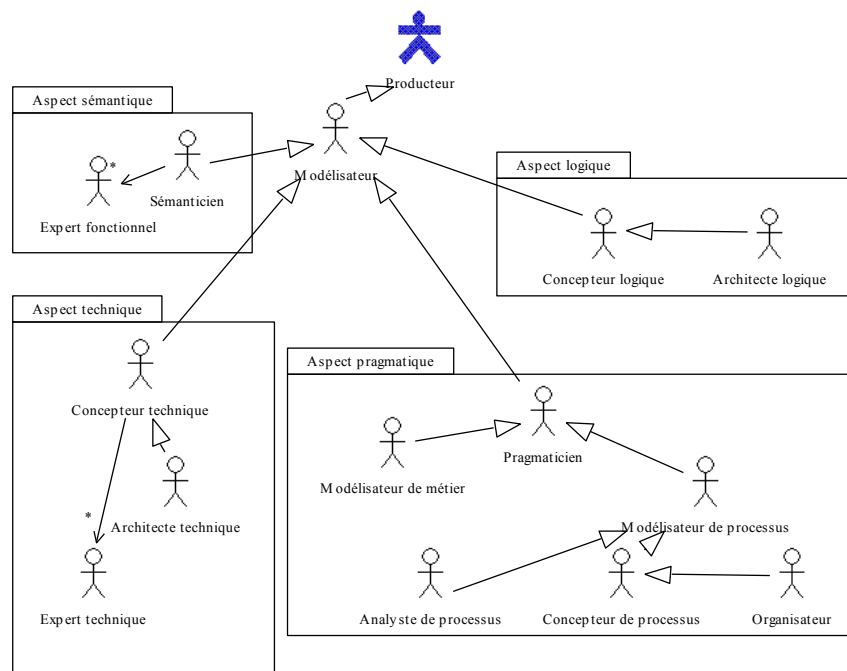 Producteur
Aspect sémantique
*
Modélisateur
Sémanticien
Expert fonctionnel
Aspect logique
Concepteur logique
Architecte logique
Aspect technique
Concepteur technique
*
Architecte technique
Expert technique
Aspect pragmatique
Pragmaticien
Modélisateur de métier
Modélisateur de processus
Analyste de processus
Concepteur de processus
Organisateur